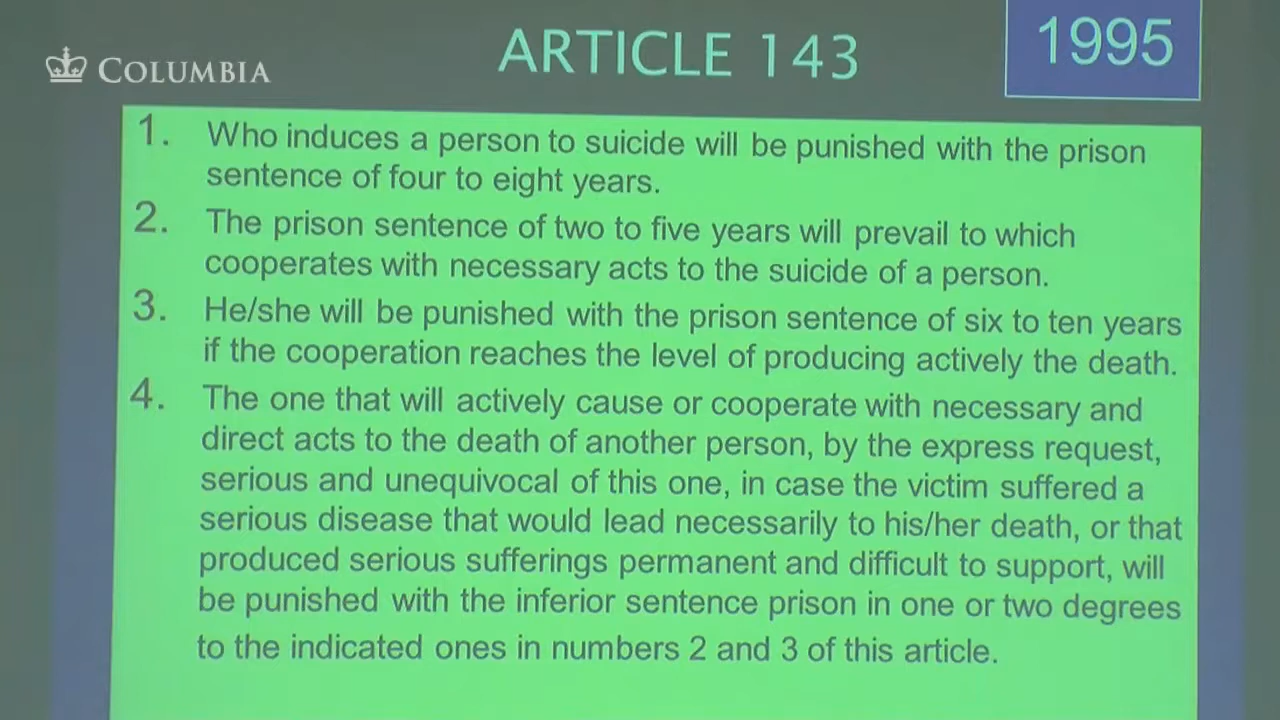 COLUMBIA
ARTICLE 143
1995
1. Who induces a person to suicide will be punished with the prison
sentence of four to eight years.
2. The prison sentence of two to five years will prevail to which
cooperates with necessary acts to the suicide of a person.
3. He/she will be punished with the prison sentence of six to ten years
if the cooperation reaches the level of producing actively the death.
4. The one that will actively cause or cooperate with necessary and
direct acts to the death of another person, by the express request,
serious and unequivocal of this one, in case the victim suffered a
serious disease that would lead necessarily to his/her death, or that
produced serious sufferings permanent and difficult to support, will
be punished with the inferior sentence prison in one or two degrees
to the indicated ones in numbers 2 and 3 of this article.